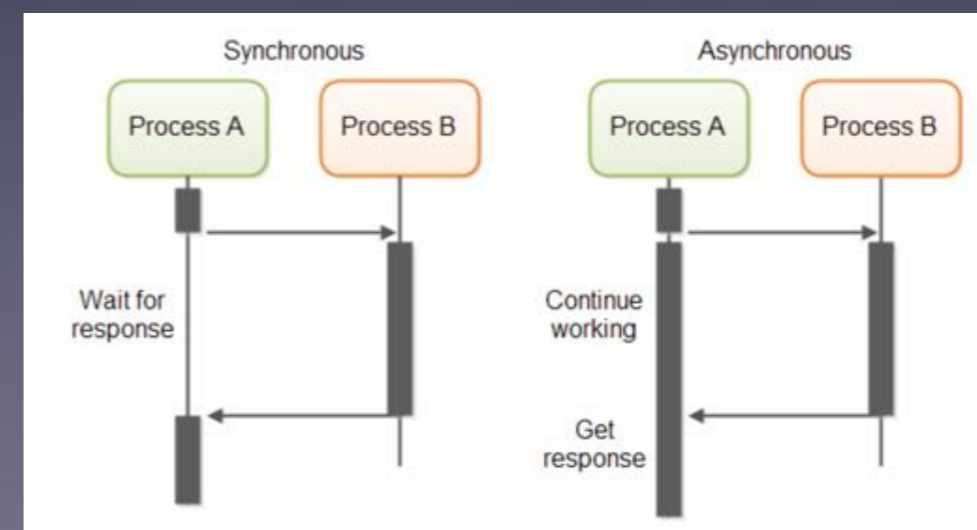 Synchronous
Process A
Process B
Wait for
response
Asynchronous
Process A
Process B
Continue
working
Get
response